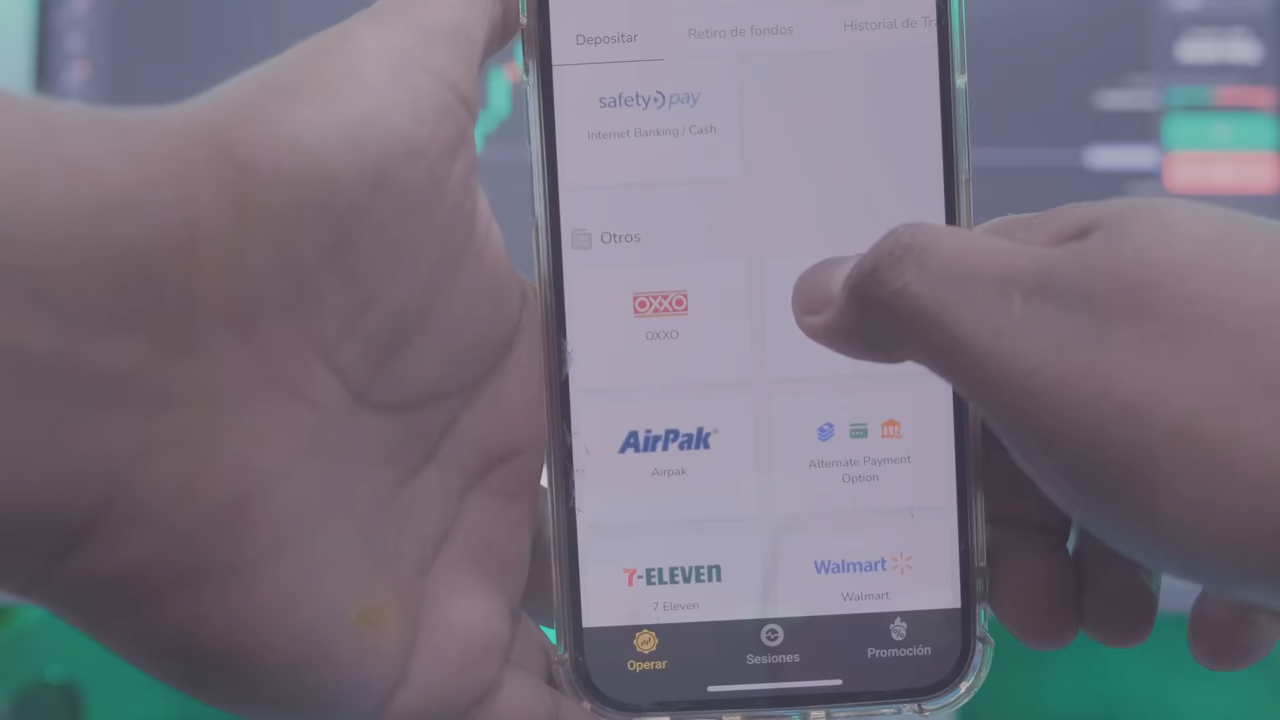 Depositar
Retiro de fondos
Historial de Tra
safety pay
Internet Banking / Cash
Otros
OXXO
OXXO
AirPak
Airpak
Alternate Payment
Option
7-ELEVEN
7 Eleven
Walmart
Walmart
Operar
Sesiones
Promoción